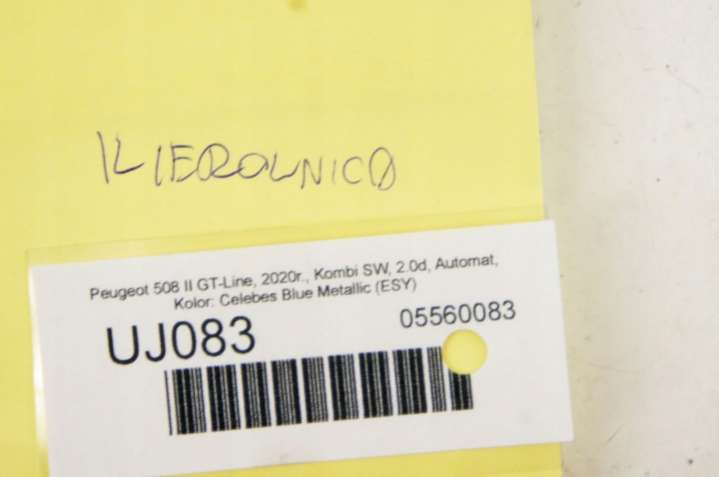 KIEROWNICA
Peugeot 508 II GT-Line, 2020r., Kombi SW, 2.0d, Automat,
Kolor: Celebes Blue Metallic (ESY)
UJ083
05560083